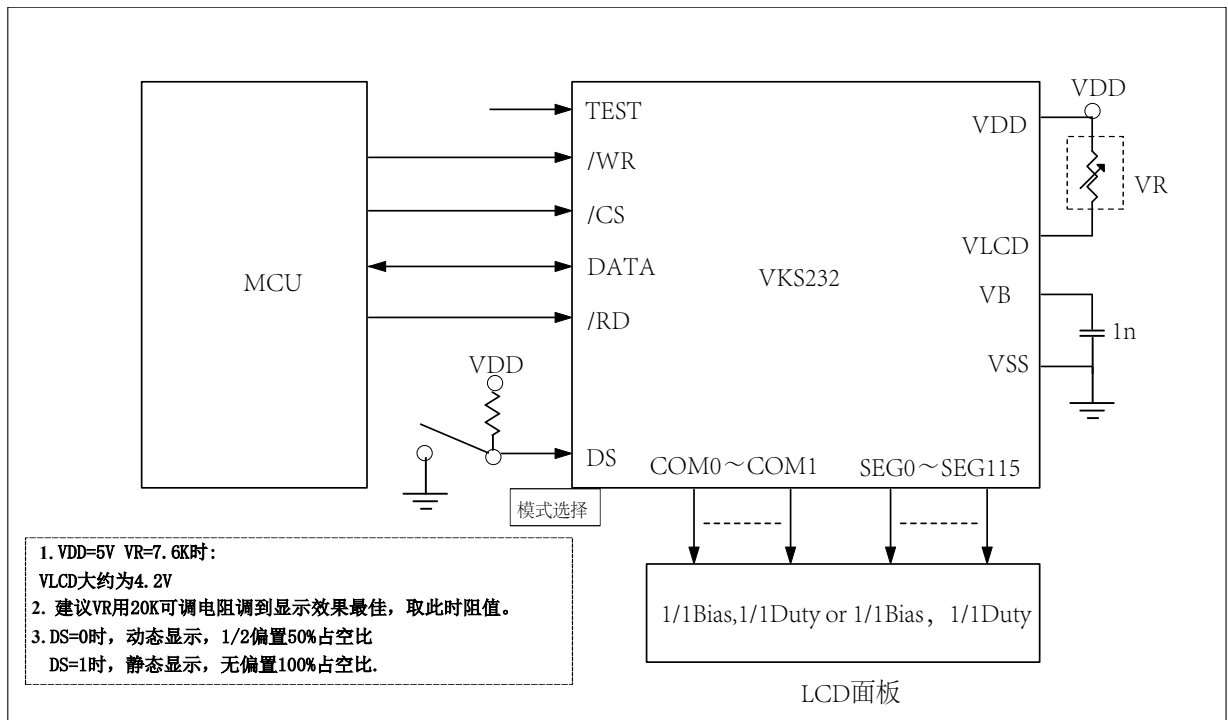 VDD
TEST
VDD
/WR
VR
/CS
VLCD
DATA
MCU
VKS232
VB
/RD
1n
VDD
VSS
DS
COM0～COM1
SEG0～SEG115
模式选择
1. VDD=5V VR=7.6K时:
VLCD大约为4.2V
2. 建议VR用20K可调电阻调到显示效果最佳，取此时阻值。
3. DS=0时，动态显示，1/2偏置50%占空比
DS=1时，静态显示，无偏置100%占空比.
1/1Bias,1/1Duty or 1/1Bias，1/1Duty
LCD面板